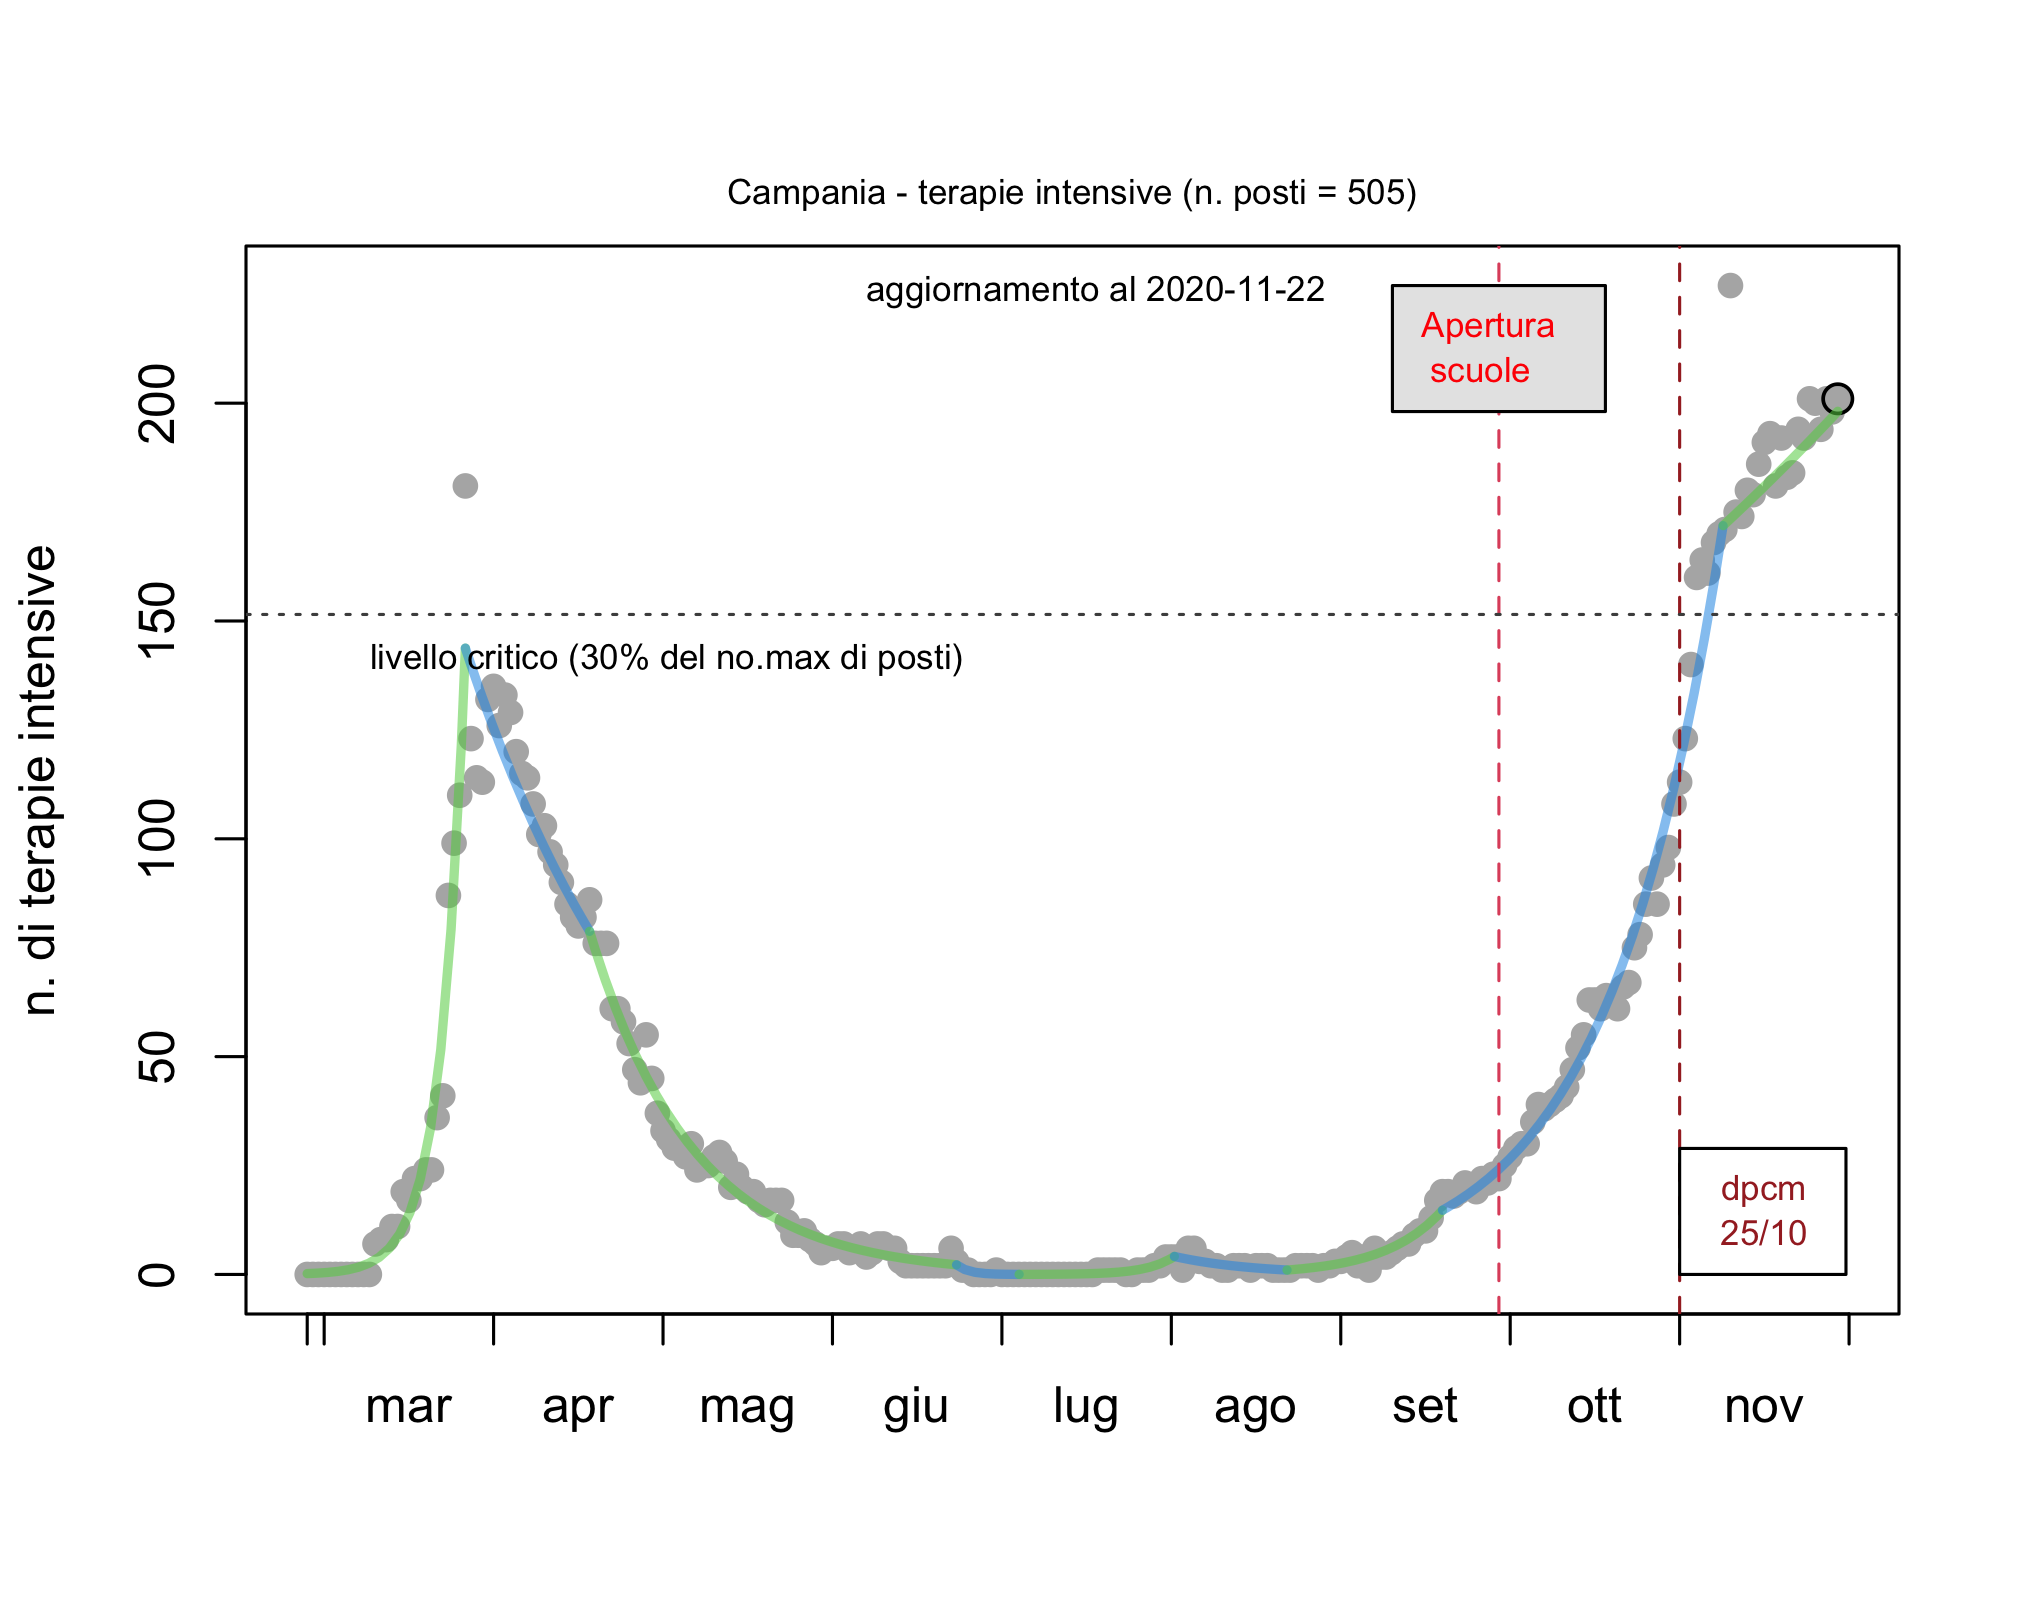 Campania - terapie intensive (n. posti = 505)
aggiornamento al 2020-11-22
Apertura
scuole
livello critico (30% del no.max di posti)
dpcm
25/10
n. di terapie intensive
200
150
100
50
0
mar apr mag giu lug ago set ott nov